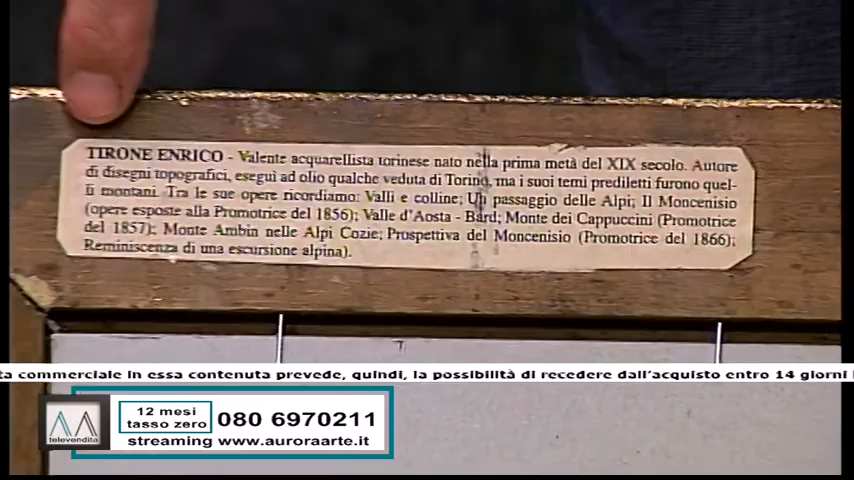 TIRONE ENRICO - Valente acquarellista torinese nato nella prima metà del XIX secolo. Autore
di disegni topografici, eseguì ad olio qualche veduta di Torino, ma i suoi temi prediletti furono quel-
li montani. Tra le sue opere ricordiamo: Valli e colline; Un passaggio delle Alpi; Il Moncenisio
(opere esposte alla Promotrice del 1856); Valle d'Aosta - Bard; Monte dei Cappuccini (Promotrice
del 1857); Monte Ambin nelle Alpi Cozie; Prospettiva del Moncenisio (Promotrice del 1866);
Reminiscenza di una escursione alpina).
ta commerciale in essa contenuta prevede, quindi, la possibilità di recedere dall'acquisto entro 14 giorni
12 mesi
tasso zero
080 6970211
televendita
streaming www.auroraarte.it